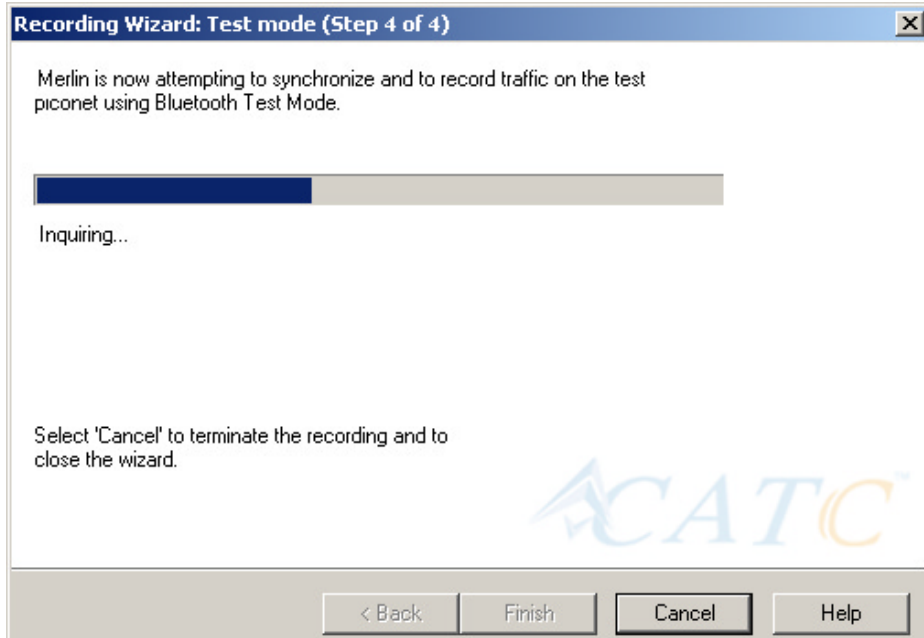 Recording Wizard: Test mode (Step 4 of 4)
Merlin is now attempting to synchronize and to record traffic on the test
piconet using Bluetooth Test Mode.
Inquiring...
Select 'Cancel' to terminate the recording and to
close the wizard.
CATC™
< Back Finish Cancel Help